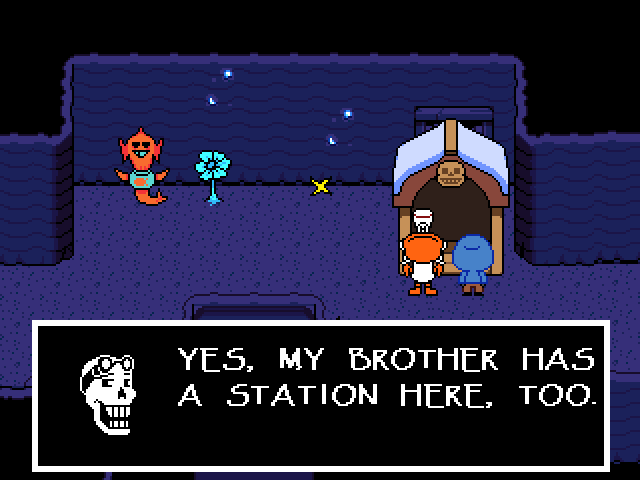 YES, MY BROTHER HAS
A STATION HERE, TOO.